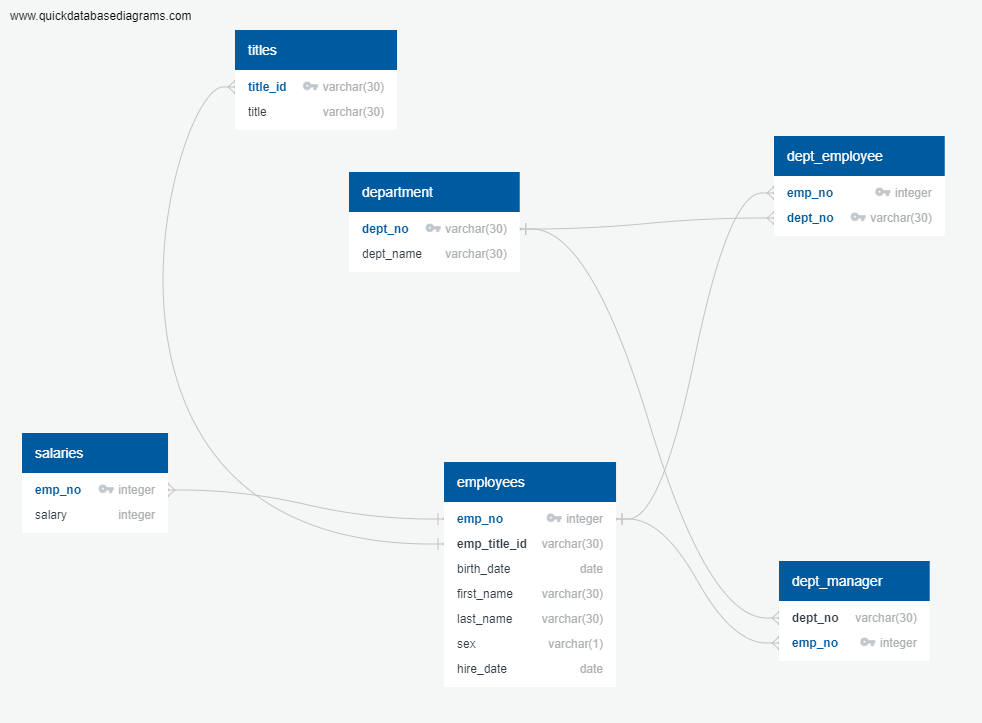 www.quickdatabasediagrams.com
titles
title_id varchar(30)
title varchar(30)
department
dept_no varchar(30)
dept_name varchar(30)
dept_employee
emp_no integer
dept_no varchar(30)
salaries
emp_no integer
salary integer
employees
emp_no integer
emp_title_id varchar(30)
birth_date date
first_name varchar(30)
last_name varchar(30)
sex varchar(1)
hire_date date
dept_manager
dept_no varchar(30)
emp_no integer